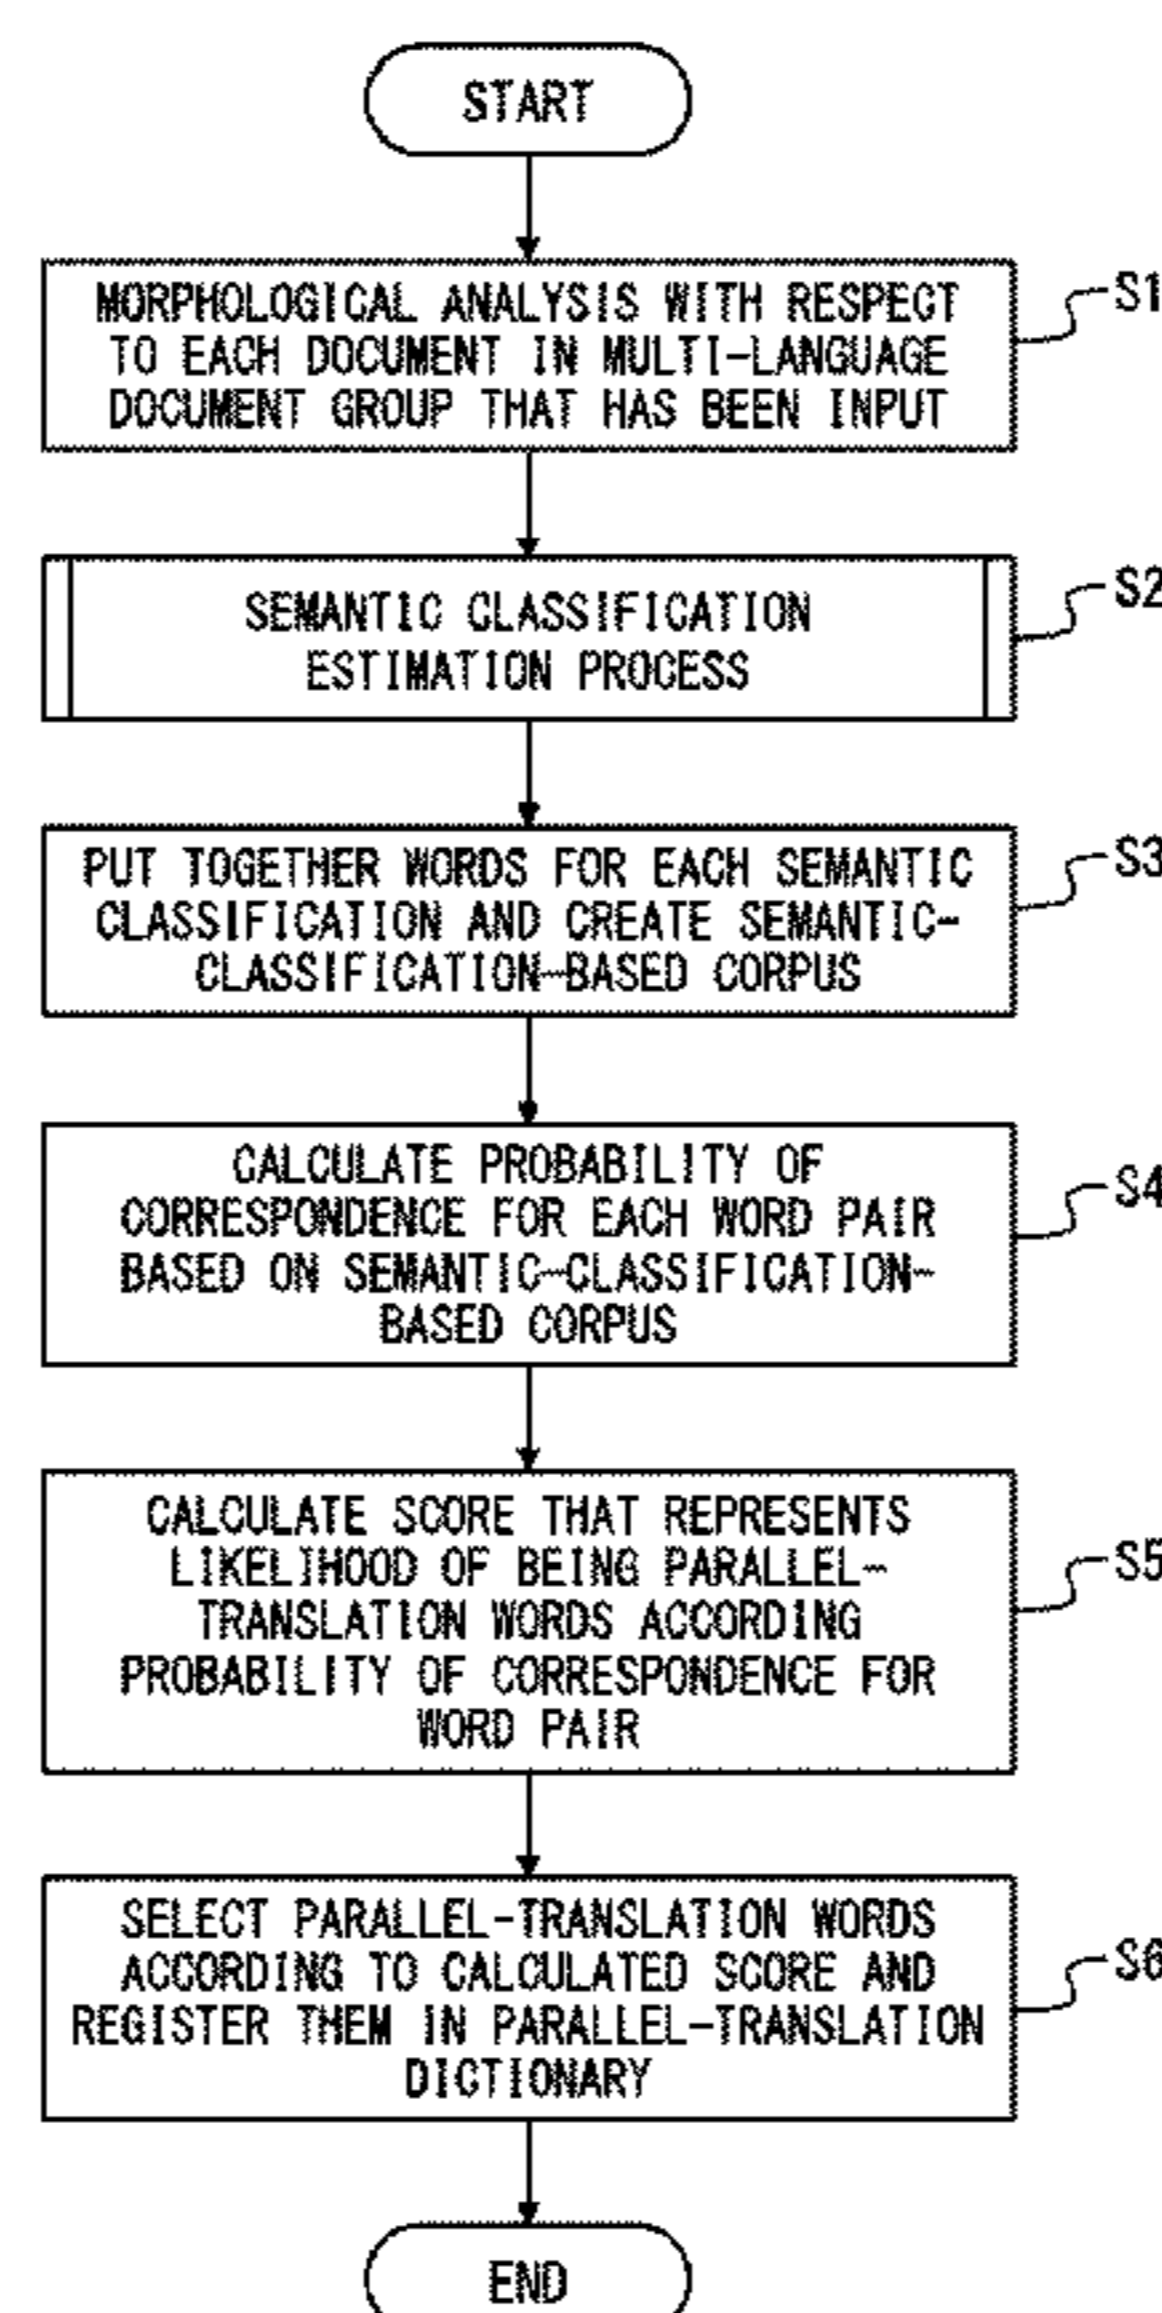 START
MORPHOLOGICAL ANALYSIS WITH RESPECT
TO EACH DOCUMENT IN MULTI-LANGUAGE
DOCUMENT GROUP THAT HAS BEEN INPUT
S1
SEMANTIC CLASSIFICATION
ESTIMATION PROCESS
S2
PUT TOGETHER WORDS FOR EACH SEMANTIC
CLASSIFICATION AND CREATE SEMANTIC-
CLASSIFICATION-BASED CORPUS
S3
CALCULATE PROBABILITY OF
CORRESPONDENCE FOR EACH WORD PAIR
BASED ON SEMANTIC-CLASSIFICATION-
BASED CORPUS
S4
CALCULATE SCORE THAT REPRESENTS
LIKELIHOOD OF BEING PARALLEL-
TRANSLATION WORDS ACCORDING
PROBABILITY OF CORRESPONDENCE FOR
WORD PAIR
S5
SELECT PARALLEL-TRANSLATION WORDS
ACCORDING TO CALCULATED SCORE AND
REGISTER THEM IN PARALLEL-TRANSLATION
DICTIONARY
S6
END